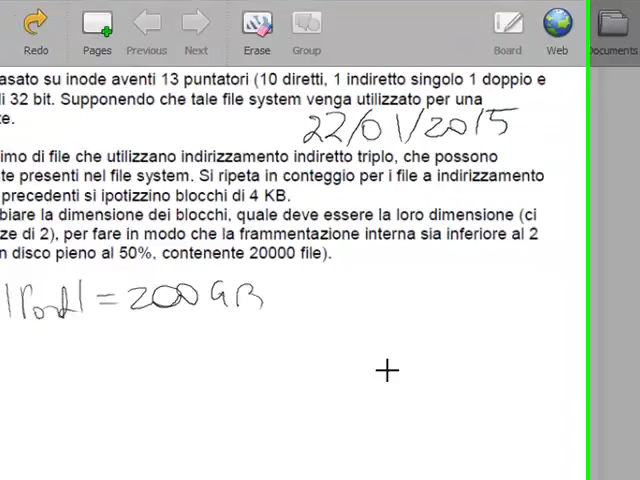 Redo Pages Previous Next Erase Group Board Web Documents
asato su inode aventi 13 puntatori (10 diretti, 1 indiretto singolo 1 doppio e
di 32 bit. Supponendo che tale file system venga utilizzato per una
te.
22/01/2015
imo di file che utilizzano indirizzamento indiretto triplo, che possono
te presenti nel file system. Si ripeta in conteggio per i file a indirizzamento
precedenti si ipotizzino blocchi di 4 KB.
biare la dimensione dei blocchi, quale deve essere la loro dimensione (ci
ze di 2), per fare in modo che la frammentazione interna sia inferiore al 2
n disco pieno al 50%, contenente 20000 file).
= 200 GB